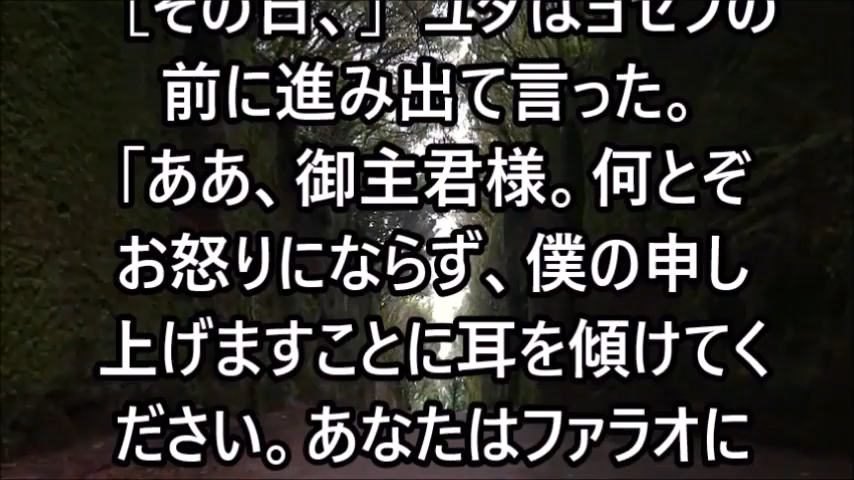 ［その日、］ユダはヨセフの
前に進み出て言った。
「ああ、御主君様。何とぞ
お怒りにならず、僕の申し
上げますことに耳を傾けてく
ださい。あなたはファラオに